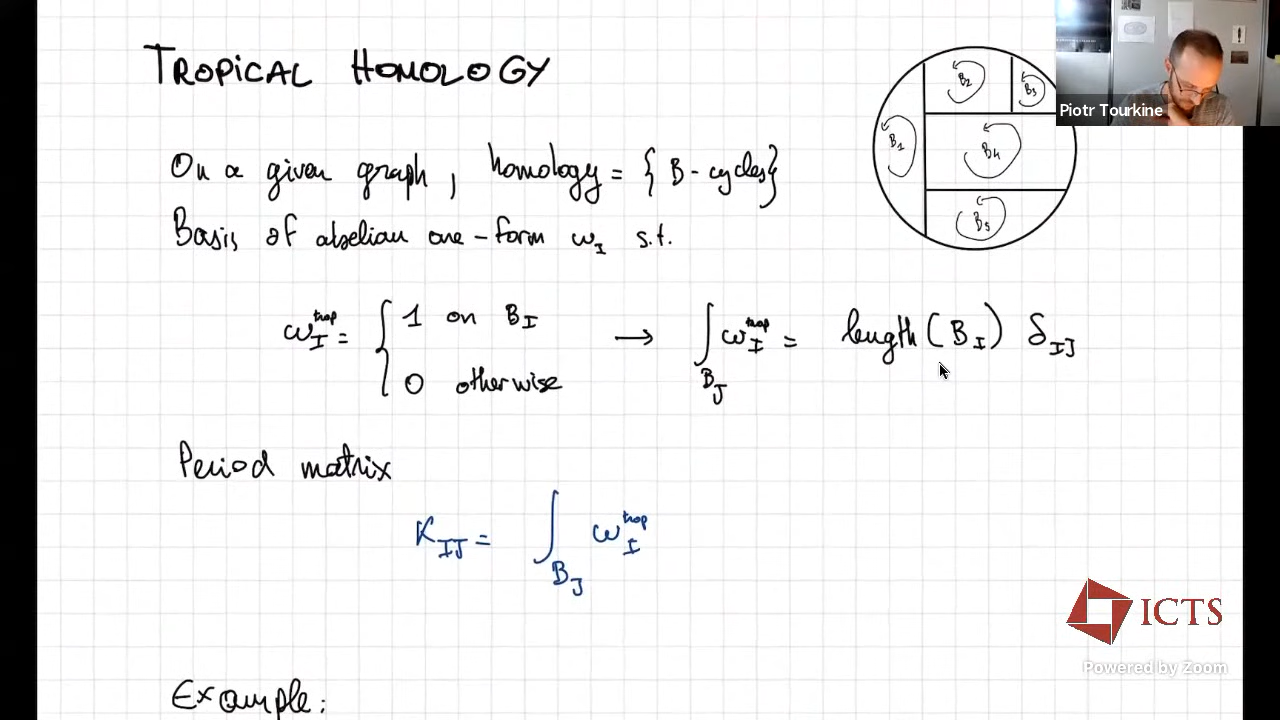 TROPICAL HOMOLOGY
On a given graph, homology = { B-cycles}
Basis of abelian one-form ω_I s.t.
ω_I^trop = { 1 on B_I
0 otherwise
→ ∫_{B_J} ω_I^trop = length(B_I) δ_IJ
Period matrix
K_IJ = ∫_{B_J} ω_I^trop
Example:
B_1
B_2
B_3
B_4
B_5
Piotr Tourkine
ICTS
Powered by Zoom